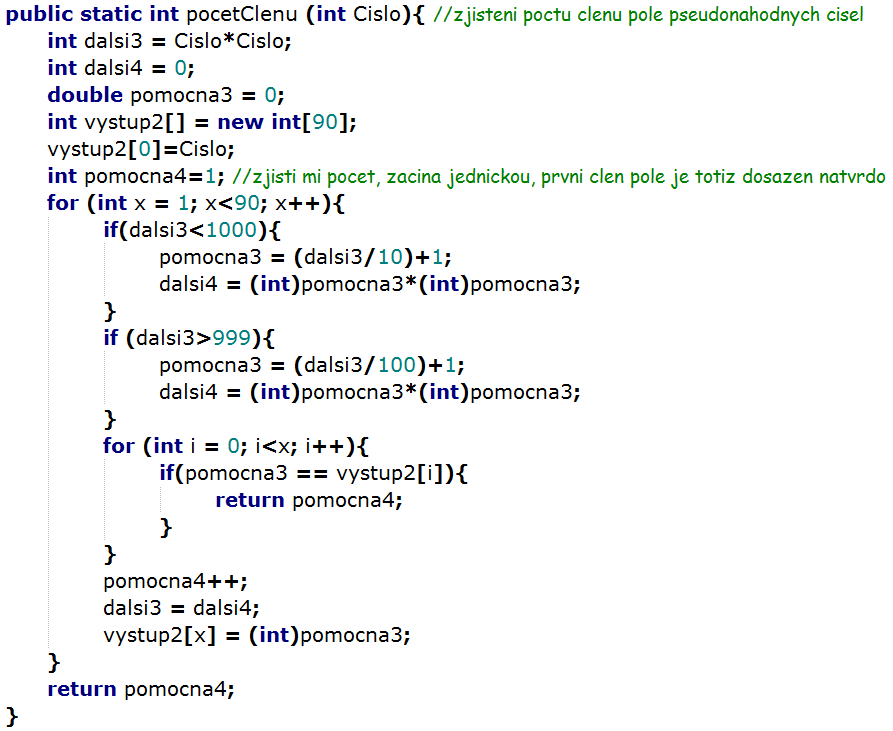 public static int pocetClenu (int Cislo){ //zjisteni poctu clenu pole pseudonahodnych cisel
int dalsi3 = Cislo*Cislo;
int dalsi4 = 0;
double pomocna3 = 0;
int vystup2[] = new int[90];
vystup2[0]=Cislo;
int pomocna4=1; //zjisti mi pocet, zacina jednickou, prvni clen pole je totiz dosazen natvrdo
for (int x = 1; x<90; x++){
if(dalsi3<1000){
pomocna3 = (dalsi3/10)+1;
dalsi4 = (int)pomocna3*(int)pomocna3;
}
if (dalsi3>999){
pomocna3 = (dalsi3/100)+1;
dalsi4 = (int)pomocna3*(int)pomocna3;
}
for (int i = 0; i<x; i++){
if(pomocna3 == vystup2[i]){
return pomocna4;
}
}
pomocna4++;
dalsi3 = dalsi4;
vystup2[x] = (int)pomocna3;
}
return pomocna4;
}